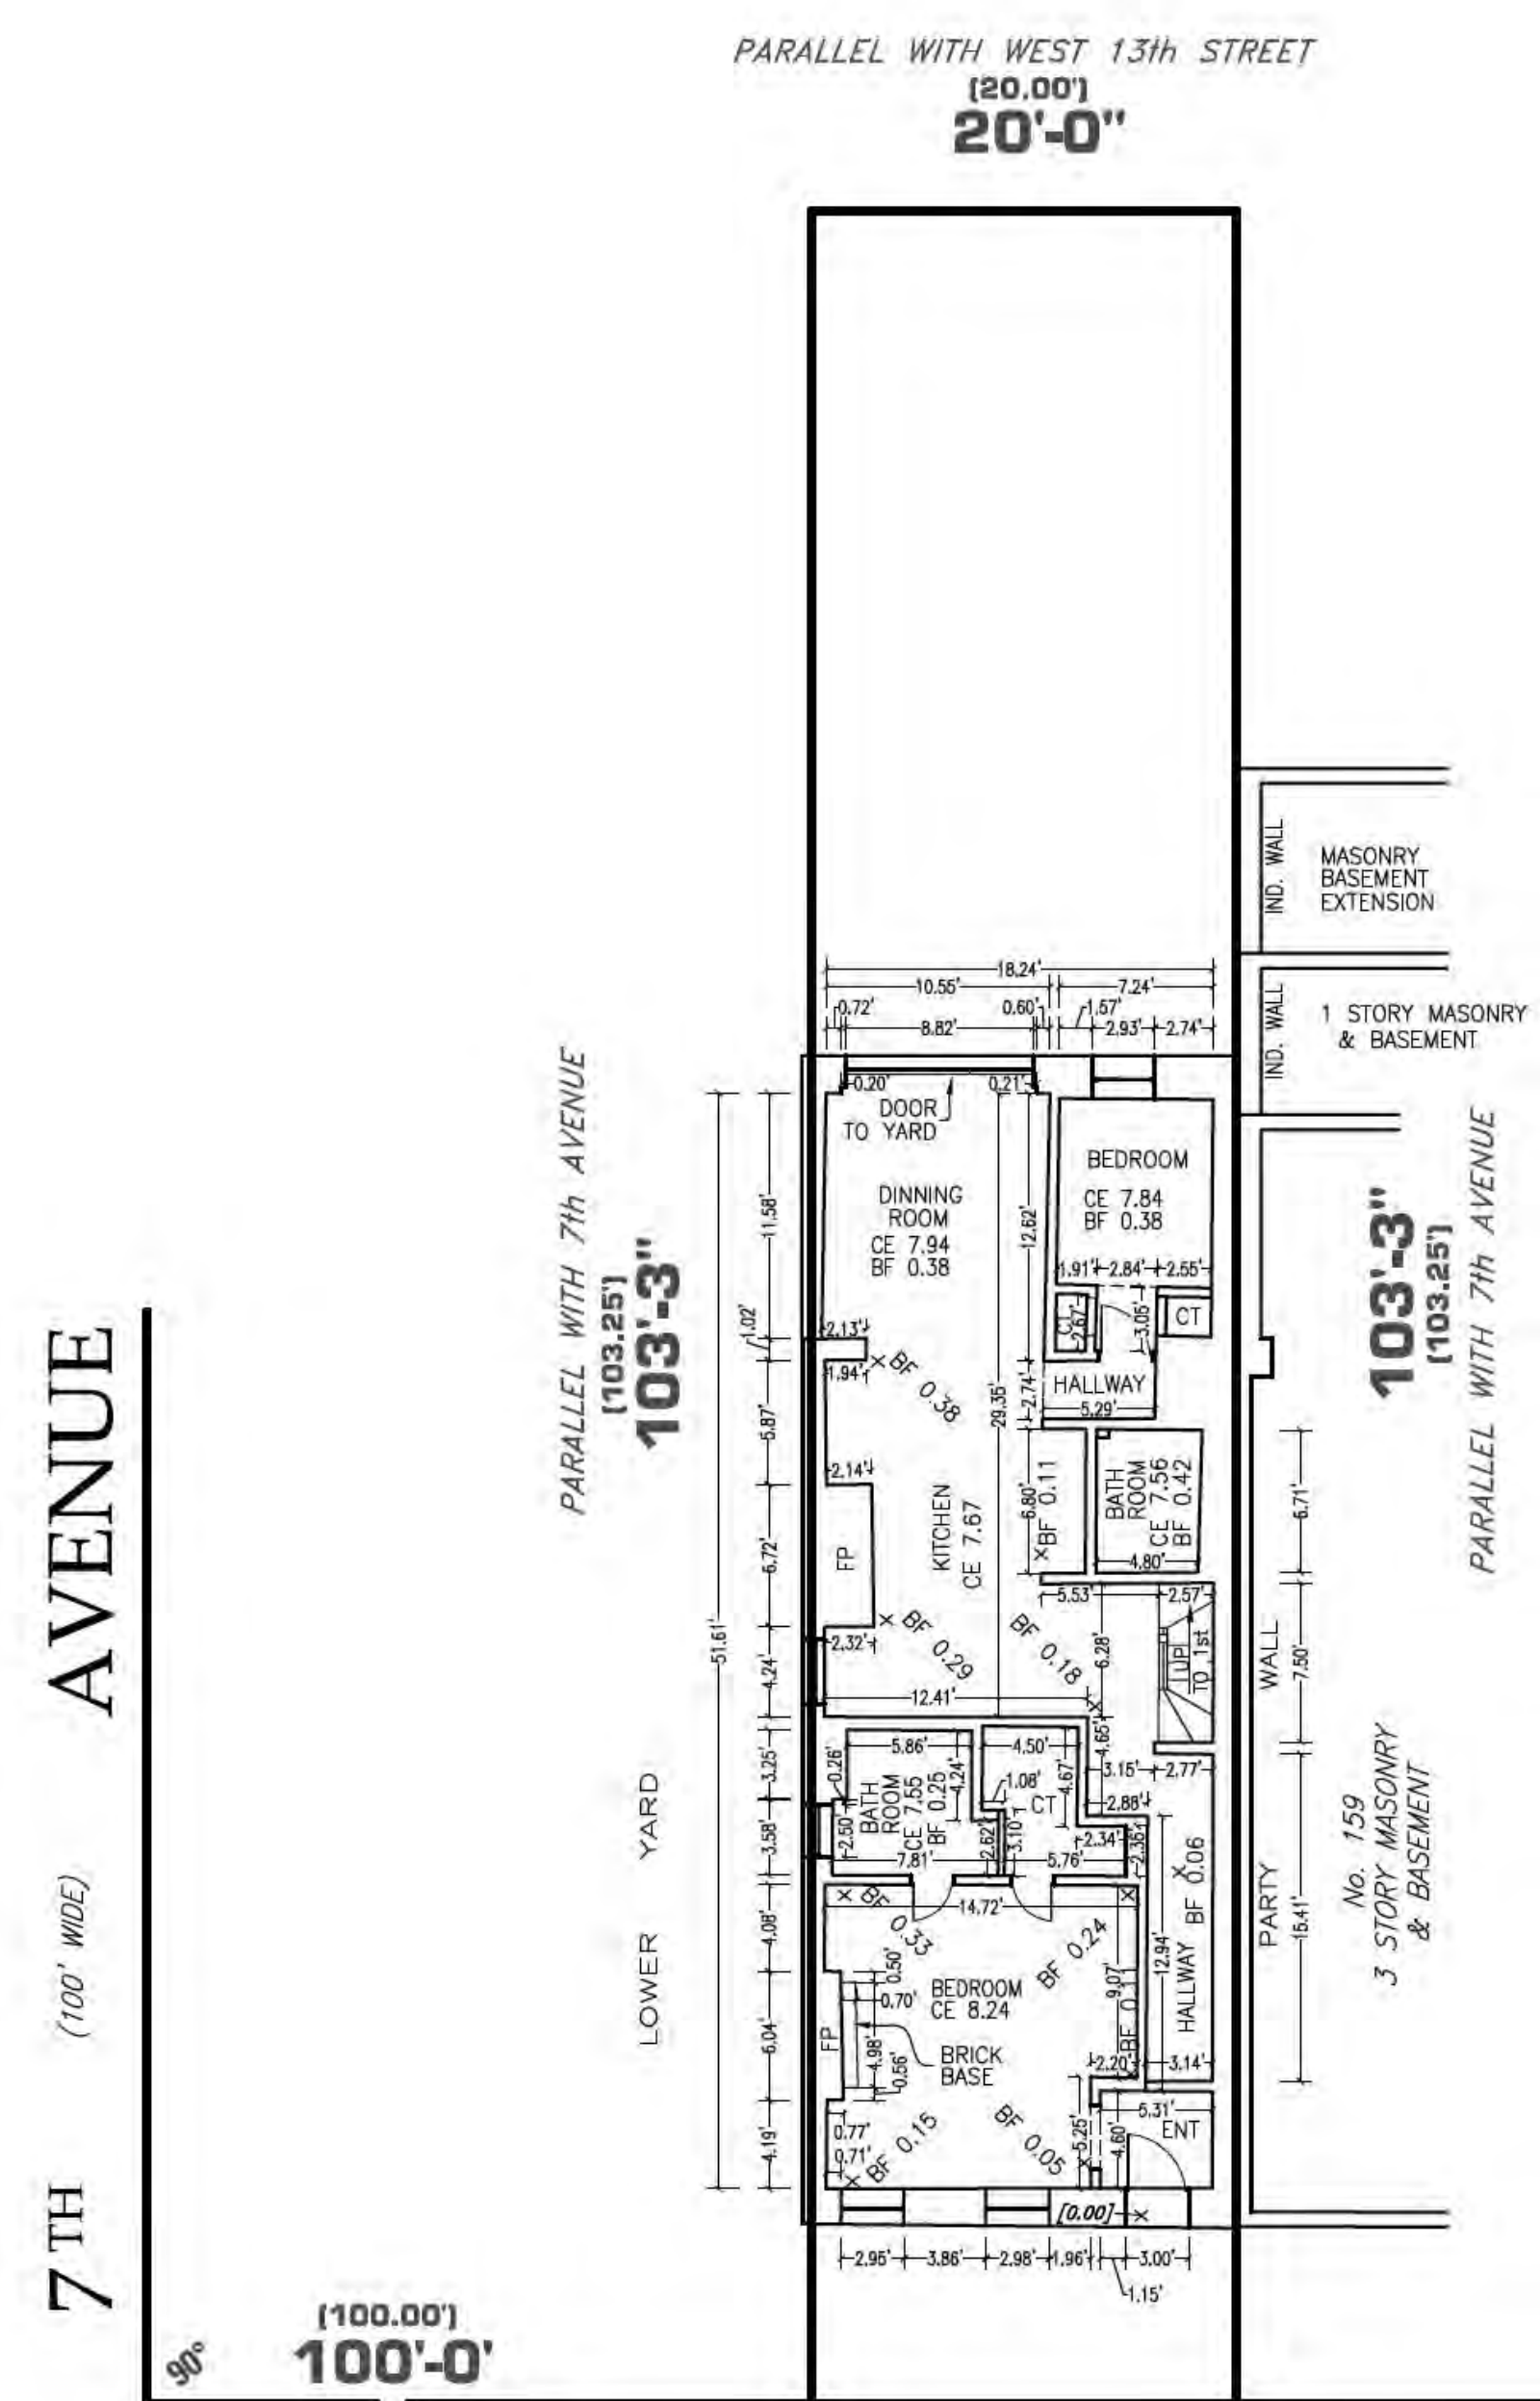 PARALLEL WITH WEST 13th STREET
(20.00')
20'-0"
IND. WALL
MASONRY
BASEMENT
EXTENSION
IND. WALL
1 STORY MASONRY
& BASEMENT
18.24'
10.55'
7.24'
0.72'
8.82'
0.60'
1.57'
2.93'
2.74'
0.20'
0.21'
DOOR
TO YARD
PARALLEL WITH 7th AVENUE
(103.25')
103'-3"
51.61'
11.58'
1.02'
5.87'
6.72'
4.24'
3.25'
3.58'
4.08'
6.04'
4.19'
DINNING
ROOM
CE 7.94
BF 0.38
12.62'
29.35'
BEDROOM
CE 7.84
BF 0.38
1.91'
2.84'
2.55'
CT
2.67'
3.05'
CT
2.13'
1.94'
BF 0.38
HALLWAY
2.74'
5.29'
2.14'
FP
KITCHEN
CE 7.67
6.80'
BF 0.11
BATH
ROOM
CE 7.56
BF 0.42
4.80'
6.71'
103'-3"
(103.25')
PARALLEL WITH 7th AVENUE
5.53'
2.57'
2.32'
BF 0.29
BF 0.18
6.28'
UP
TO 1st
WALL
7.50'
12.41'
4.65'
0.26'
5.86'
4.24'
4.50'
4.67'
3.15'
2.77'
1.08'
CT
2.88'
BATH
ROOM
CE 7.55
BF 0.25
2.50'
2.62'
3.10'
2.34'
7.81'
5.76'
LOWER YARD
14.72'
BF 0.33
BF 0.24
0.50'
0.70'
BEDROOM
CE 8.24
9.07'
BF 0.11
12.94'
HALLWAY BF 0.06
PARTY
15.41'
No. 159
3 STORY MASONRY
& BASEMENT
FP
4.98'
0.56'
BRICK
BASE
2.20'
3.14'
0.77'
0.71'
BF 0.15
BF 0.05
5.25'
4.60'
5.31'
ENT
[0.00]
2.95'
3.86'
2.98'
1.96'
3.00'
1.15'
7TH AVENUE
(100' WIDE)
90°
(100.00')
100'-0'